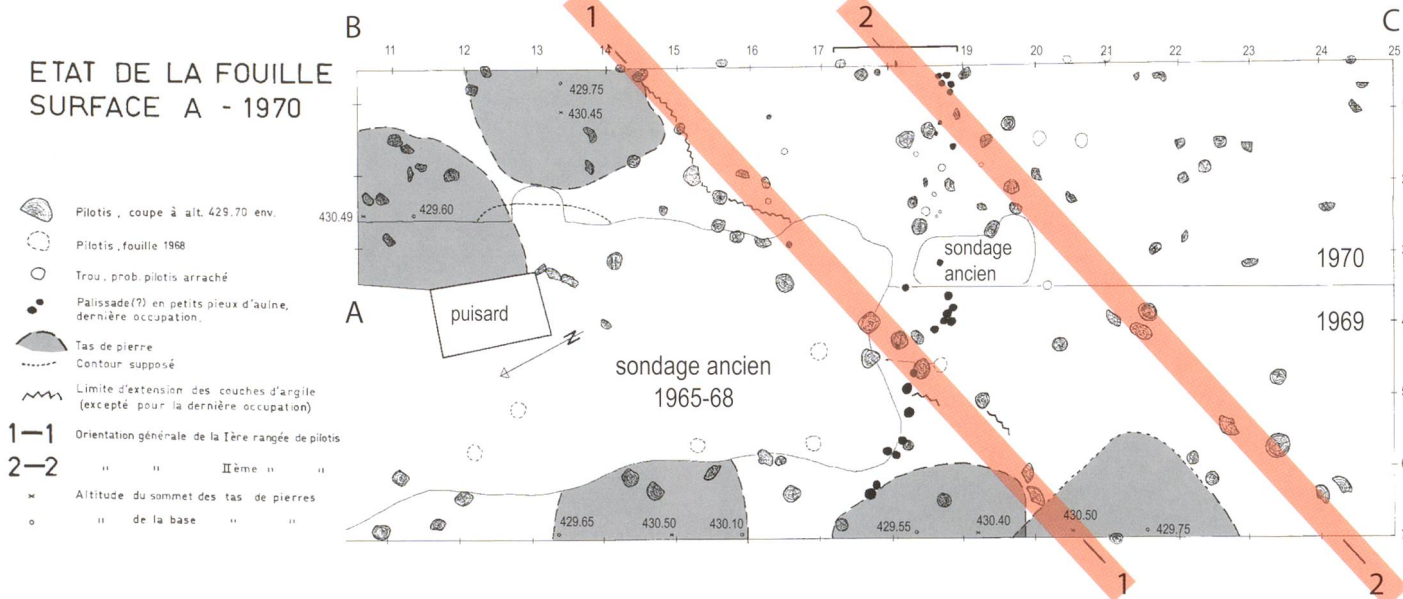 ETAT DE LA FOUILLE
SURFACE A - 1970
Pilotis, coupe à alt. 429.70 env.
Pilotis, fouille 1968
Trou, prob. pilotis arraché
Palissade(?) en petits pieux d'aulne,
dernière occupation.
Tas de pierre
Contour supposé
Limite d'extension des couches d'argile
(excepté pour la dernière occupation)
1—1 Orientation générale de la Ière rangée de pilotis
2—2 " " IIème " "
× Altitude du sommet des tas de pierres
o " de la base " "
B 1 2 C
11 12 13 14 15 16 17 19 20 21 22 23 24 25
429.75
430.45
430.49 429.60
sondage
ancien
1970
A
puisard
1969
N
sondage ancien
1965-68
429.65 430.50 430.10 429.55 430.40 430.50 429.75
1 2